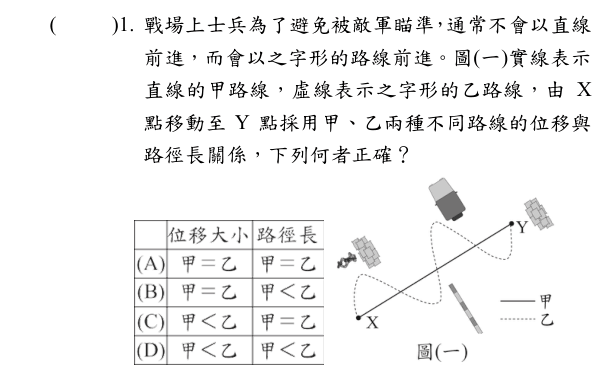 (　　)1. 戰場上士兵為了避免被敵軍瞄準，通常不會以直線
前進，而會以之字形的路線前進。圖(一)實線表示
直線的甲路線，虛線表示之字形的乙路線，由 X
點移動至 Y 點採用甲、乙兩種不同路線的位移與
路徑長關係，下列何者正確？
位移大小 路徑長
(A) 甲＝乙 甲＝乙
(B) 甲＝乙 甲＜乙
(C) 甲＜乙 甲＝乙
(D) 甲＜乙 甲＜乙
Y
X
甲
乙
圖(一)